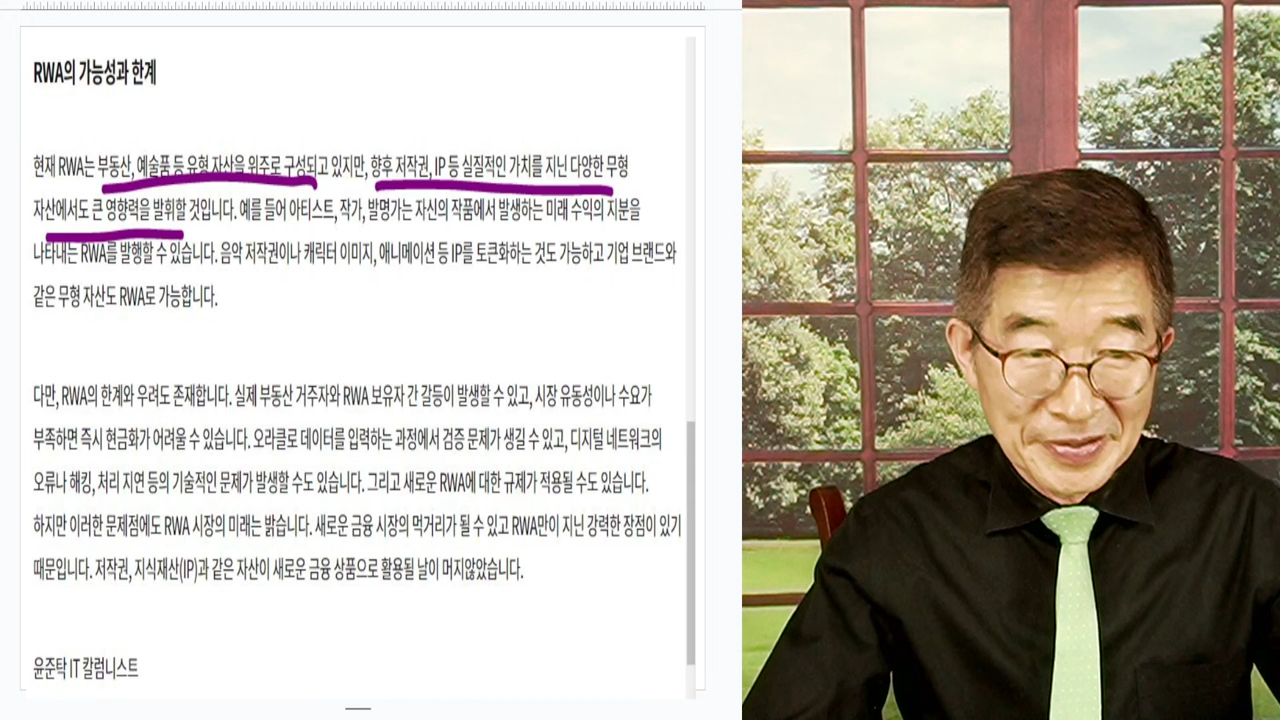 RWA의 가능성과 한계
현재 RWA는 부동산, 예술품 등 유형 자산을 위주로 구성되고 있지만, 향후 저작권, IP 등 실질적인 가치를 지닌 다양한 무형
자산에서도 큰 영향력을 발휘할 것입니다. 예를 들어 아티스트, 작가, 발명가는 자신의 작품에서 발생하는 미래 수익의 지분을
나타내는 RWA를 발행할 수 있습니다. 음악 저작권이나 캐릭터 이미지, 애니메이션 등 IP를 토큰화하는 것도 가능하고 기업 브랜드와
같은 무형 자산도 RWA로 가능합니다.
다만, RWA의 한계와 우려도 존재합니다. 실제 부동산 거주자와 RWA 보유자 간 갈등이 발생할 수 있고, 시장 유동성이나 수요가
부족하면 즉시 현금화가 어려울 수 있습니다. 오라클로 데이터를 입력하는 과정에서 검증 문제가 생길 수 있고, 디지털 네트워크의
오류나 해킹, 처리 지연 등의 기술적인 문제가 발생할 수도 있습니다. 그리고 새로운 RWA에 대한 규제가 적용될 수도 있습니다.
하지만 이러한 문제점에도 RWA 시장의 미래는 밝습니다. 새로운 금융 시장의 먹거리가 될 수 있고 RWA만이 지닌 강력한 장점이 있기
때문입니다. 저작권, 지식재산(IP)과 같은 자산이 새로운 금융 상품으로 활용될 날이 머지않았습니다.
윤준탁 IT 칼럼니스트